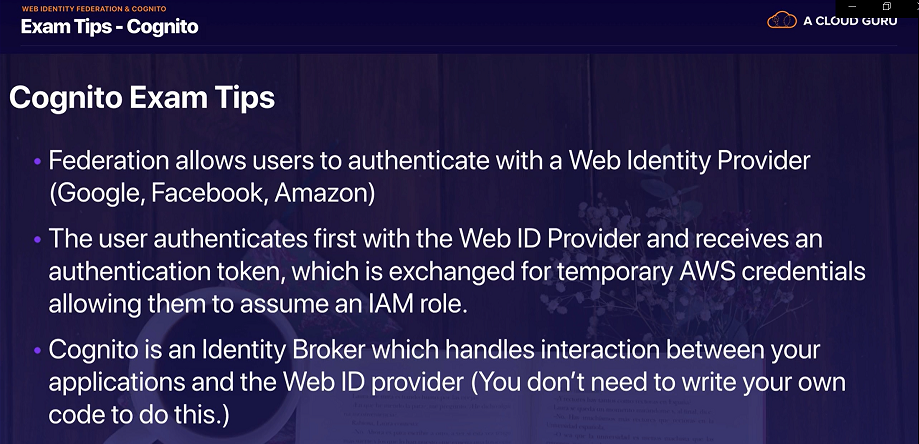 WEB IDENTITY FEDERATION & COGNITO
Exam Tips - Cognito
A CLOUD GURU
Cognito Exam Tips
• Federation allows users to authenticate with a Web Identity Provider
(Google, Facebook, Amazon)
• The user authenticates first with the Web ID Provider and receives an
authentication token, which is exchanged for temporary AWS credentials
allowing them to assume an IAM role.
• Cognito is an Identity Broker which handles interaction between your
applications and the Web ID provider (You don’t need to write your own
code to do this.)